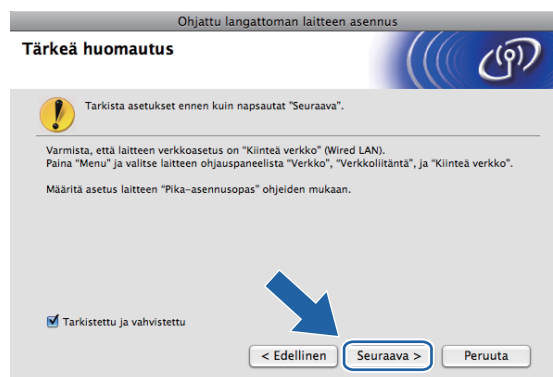 Ohjattu langattoman laitteen asennus
Tärkeä huomautus
Tarkista asetukset ennen kuin napsautat "Seuraava".
Varmista, että laitteen verkkoasetus on "Kiinteä verkko" (Wired LAN).
Paina "Menu" ja valitse laitteen ohjauspaneelista "Verkko", "Verkkoliitäntä", ja "Kiinteä verkko".
Määritä asetus laitteen "Pika-asennusopas" ohjeiden mukaan.
Tarkistettu ja vahvistettu
< Edellinen
Seuraava >
Peruuta